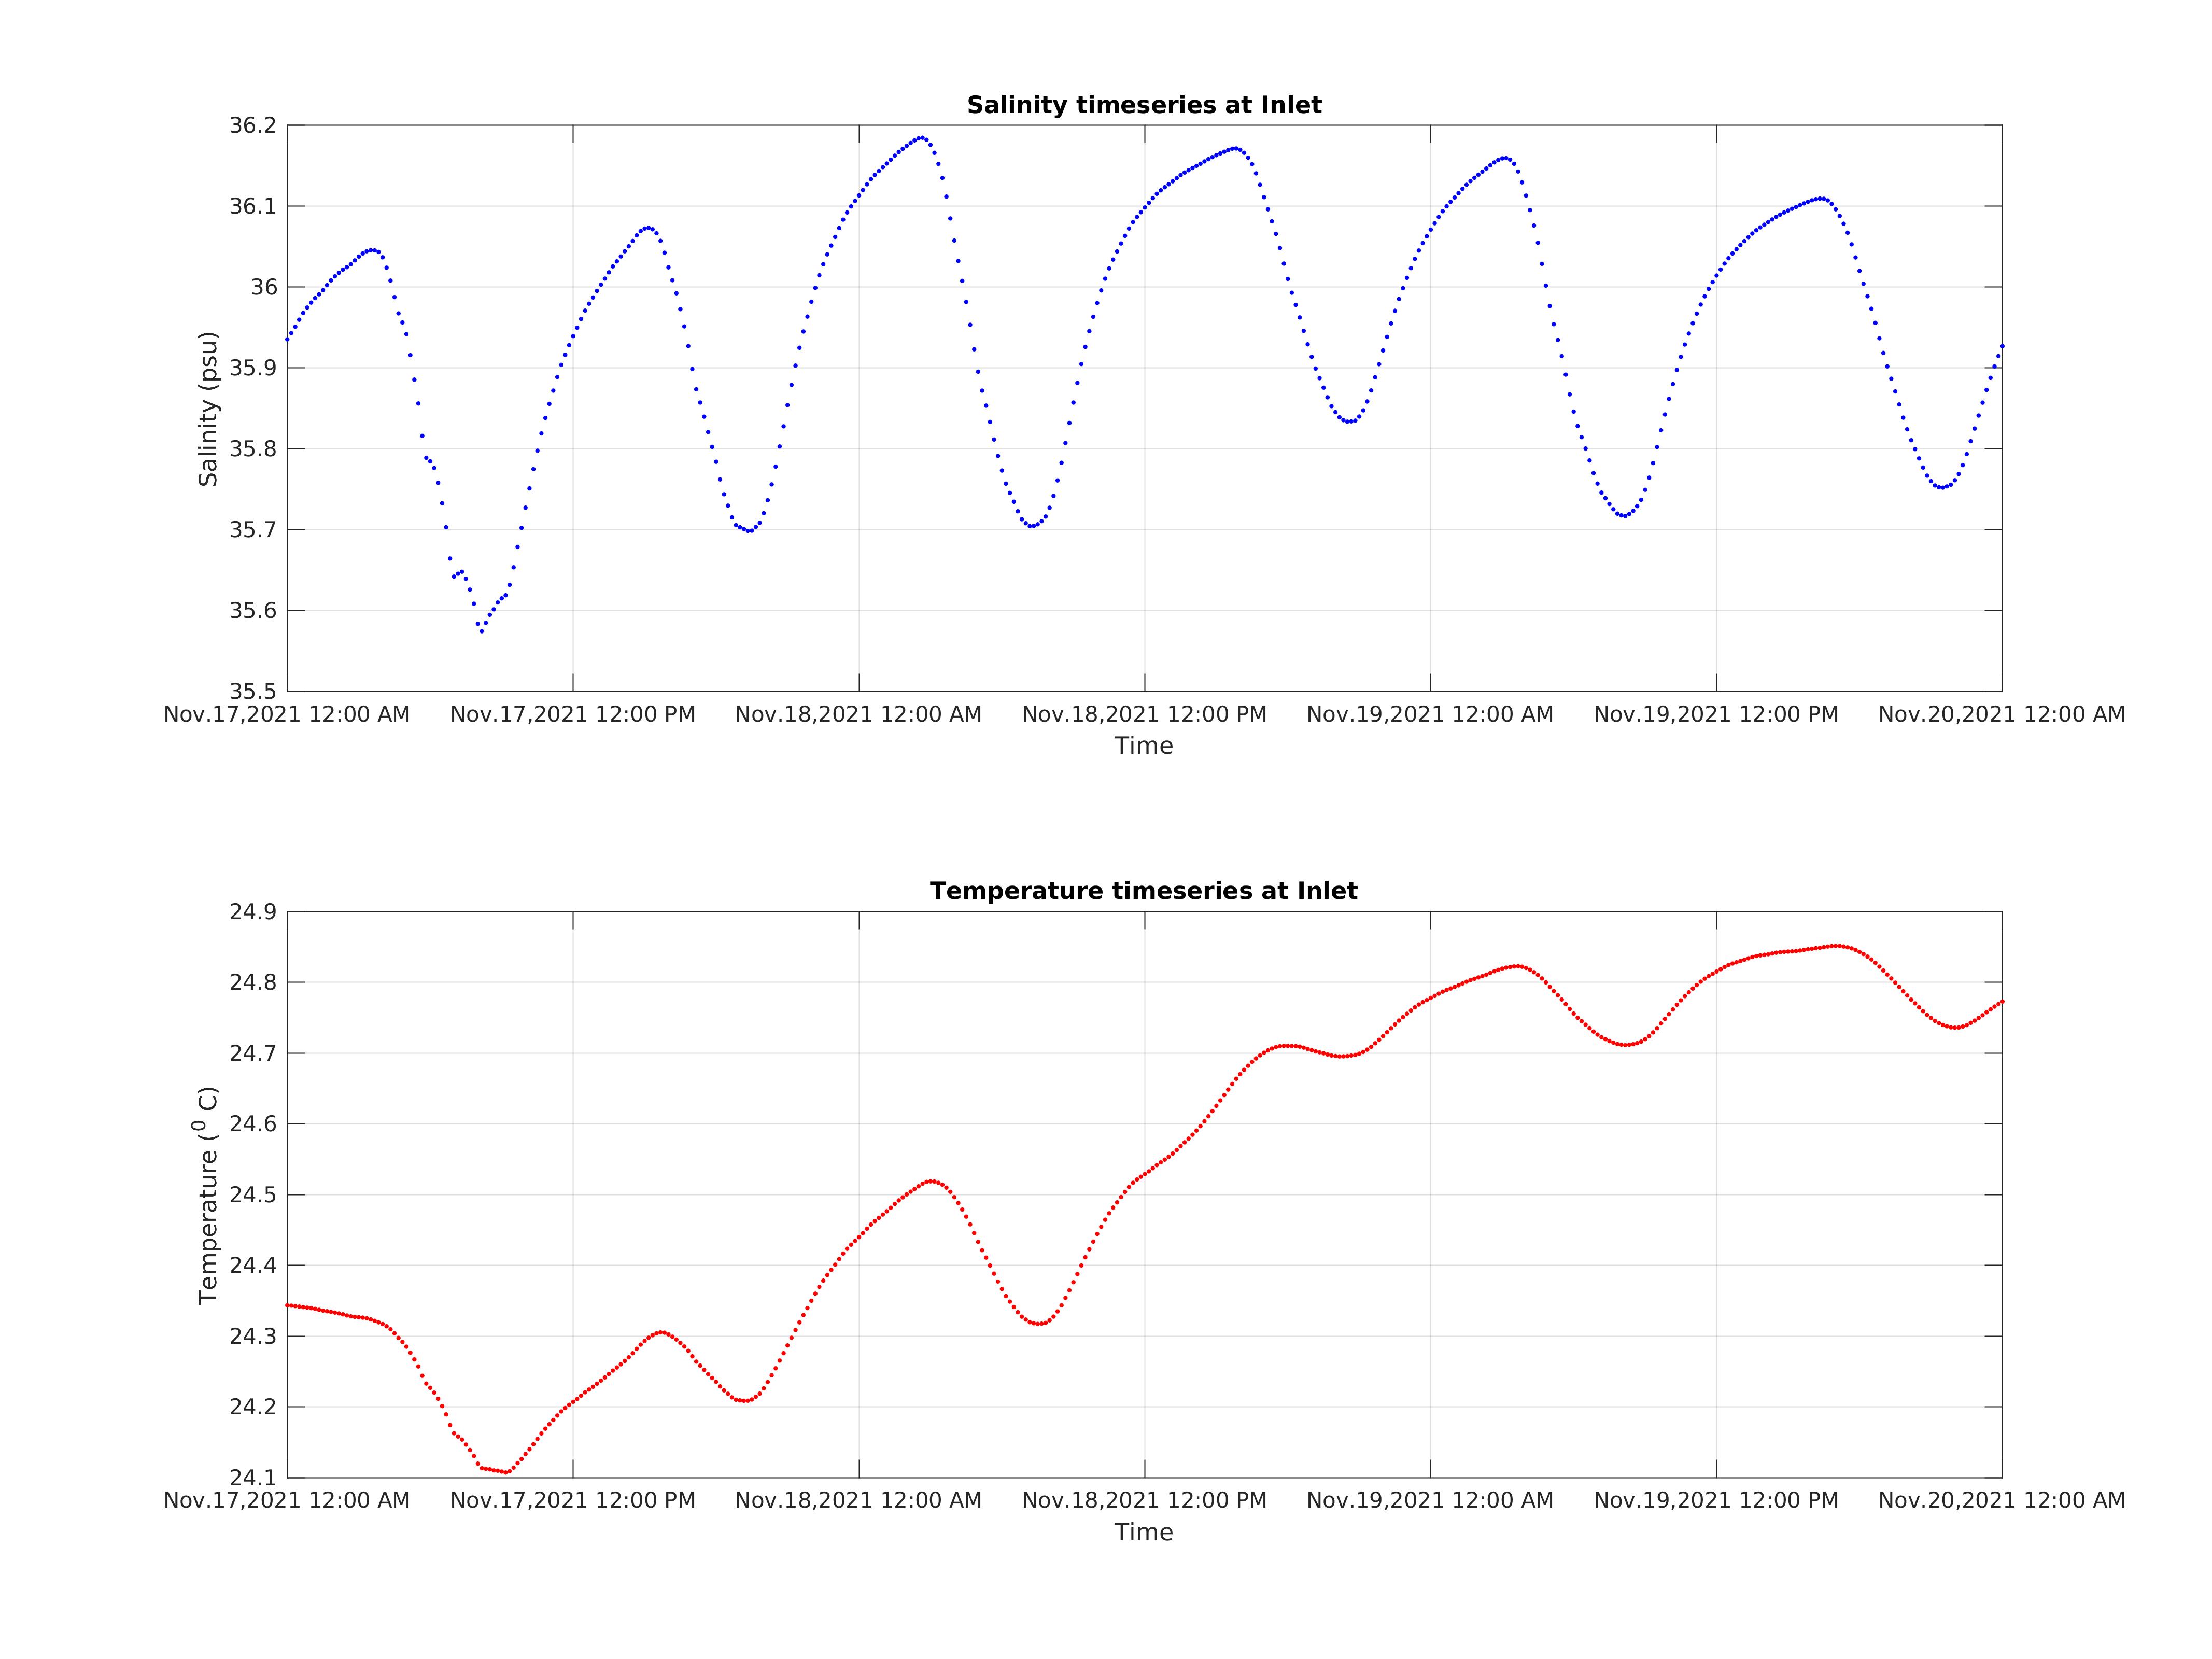 Salinity timeseries at Inlet
36.2
36.1
36
35.9
35.8
35.7
35.6
35.5
Salinity (psu)
Nov.17,2021 12:00 AM Nov.17,2021 12:00 PM Nov.18,2021 12:00 AM Nov.18,2021 12:00 PM Nov.19,2021 12:00 AM Nov.19,2021 12:00 PM Nov.20,2021 12:00 AM
Time
Temperature timeseries at Inlet
24.9
24.8
24.7
24.6
24.5
24.4
24.3
24.2
24.1
Temperature (⁰ C)
Nov.17,2021 12:00 AM Nov.17,2021 12:00 PM Nov.18,2021 12:00 AM Nov.18,2021 12:00 PM Nov.19,2021 12:00 AM Nov.19,2021 12:00 PM Nov.20,2021 12:00 AM
Time